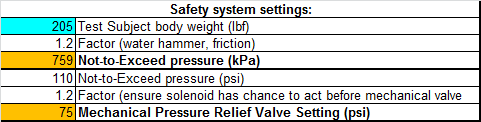 Safety system settings:
205 Test Subject body weight (lbf)
1.2 Factor (water hammer, friction)
759 Not-to-Exceed pressure (kPa)
110 Not-to-Exceed pressure (psi)
1.2 Factor (ensure solenoid has chance to act before mechanical valve
75 Mechanical Pressure Relief Valve Setting (psi)